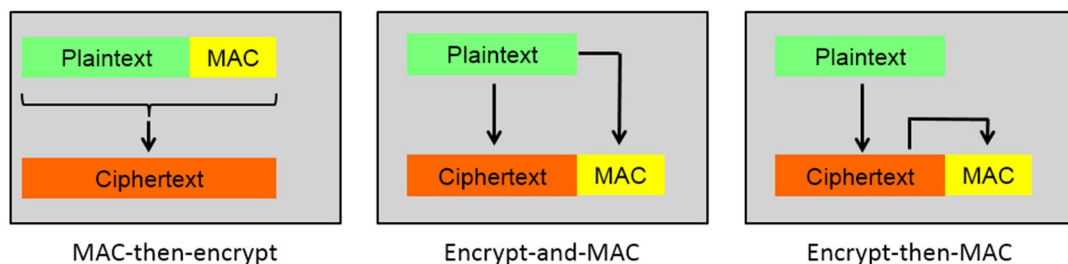 Plaintext MAC
Ciphertext
MAC-then-encrypt
Plaintext
Ciphertext MAC
Encrypt-and-MAC
Plaintext
Ciphertext MAC
Encrypt-then-MAC